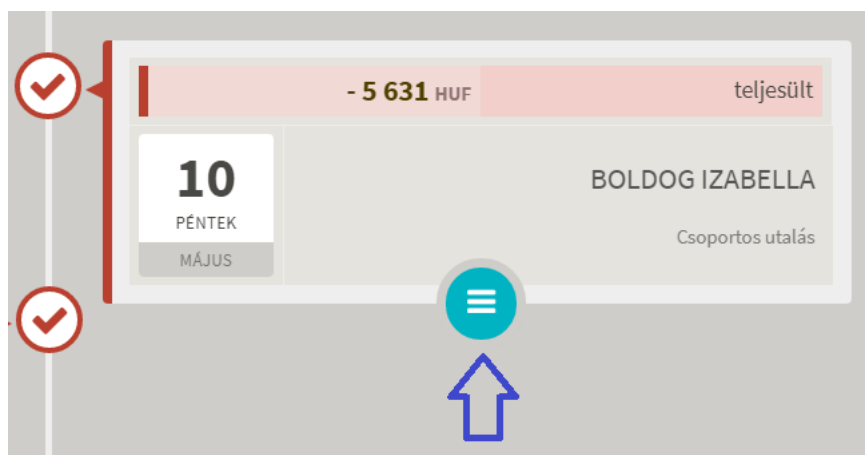 - 5 631 HUF
teljesült
10
PÉNTEK
MÁJUS
BOLDOG IZABELLA
Csoportos utalás